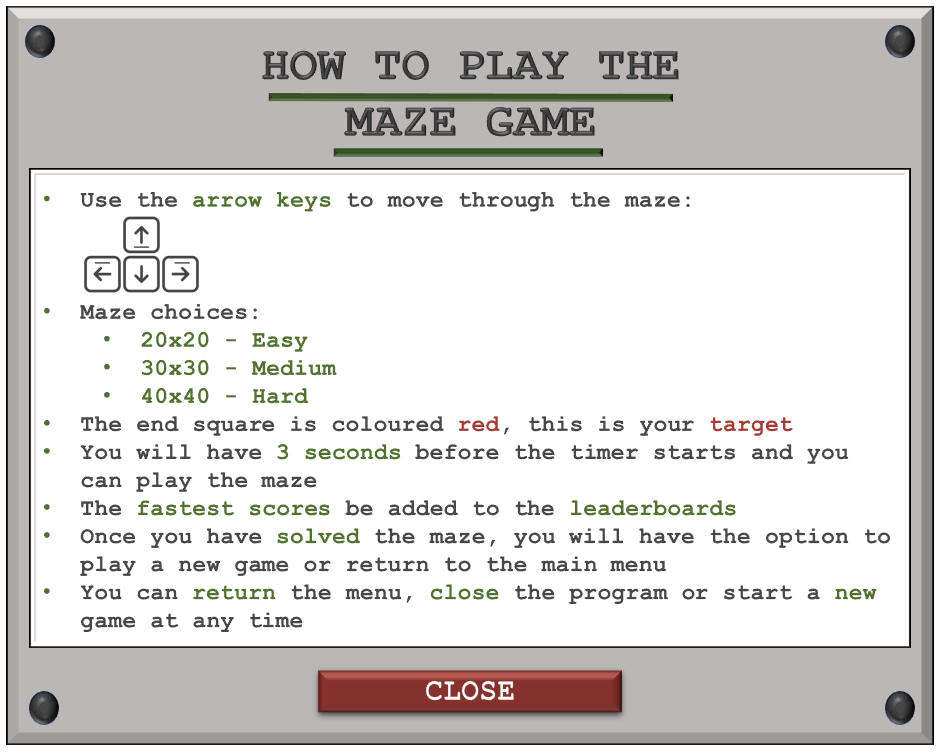 HOW TO PLAY THE
MAZE GAME
• Use the arrow keys to move through the maze:
↑
← ↓ →
• Maze choices:
• 20x20 - Easy
• 30x30 - Medium
• 40x40 - Hard
• The end square is coloured red, this is your target
• You will have 3 seconds before the timer starts and you
can play the maze
• The fastest scores be added to the leaderboards
• Once you have solved the maze, you will have the option to
play a new game or return to the main menu
• You can return the menu, close the program or start a new
game at any time
CLOSE